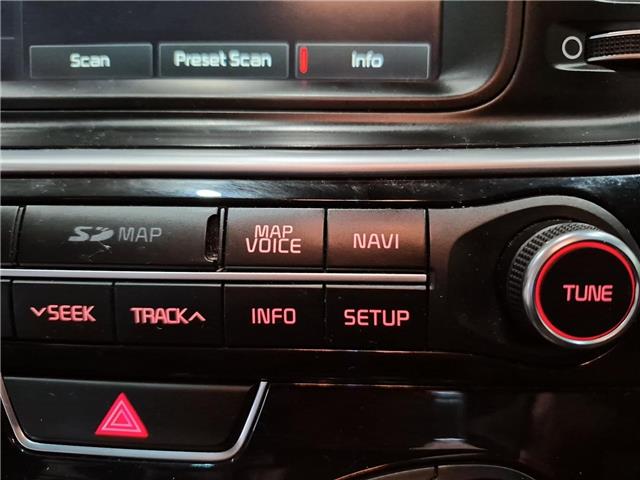 Scan Preset Scan Info
SD MAP MAP VOICE NAVI
SEEK TRACK INFO SETUP TUNE